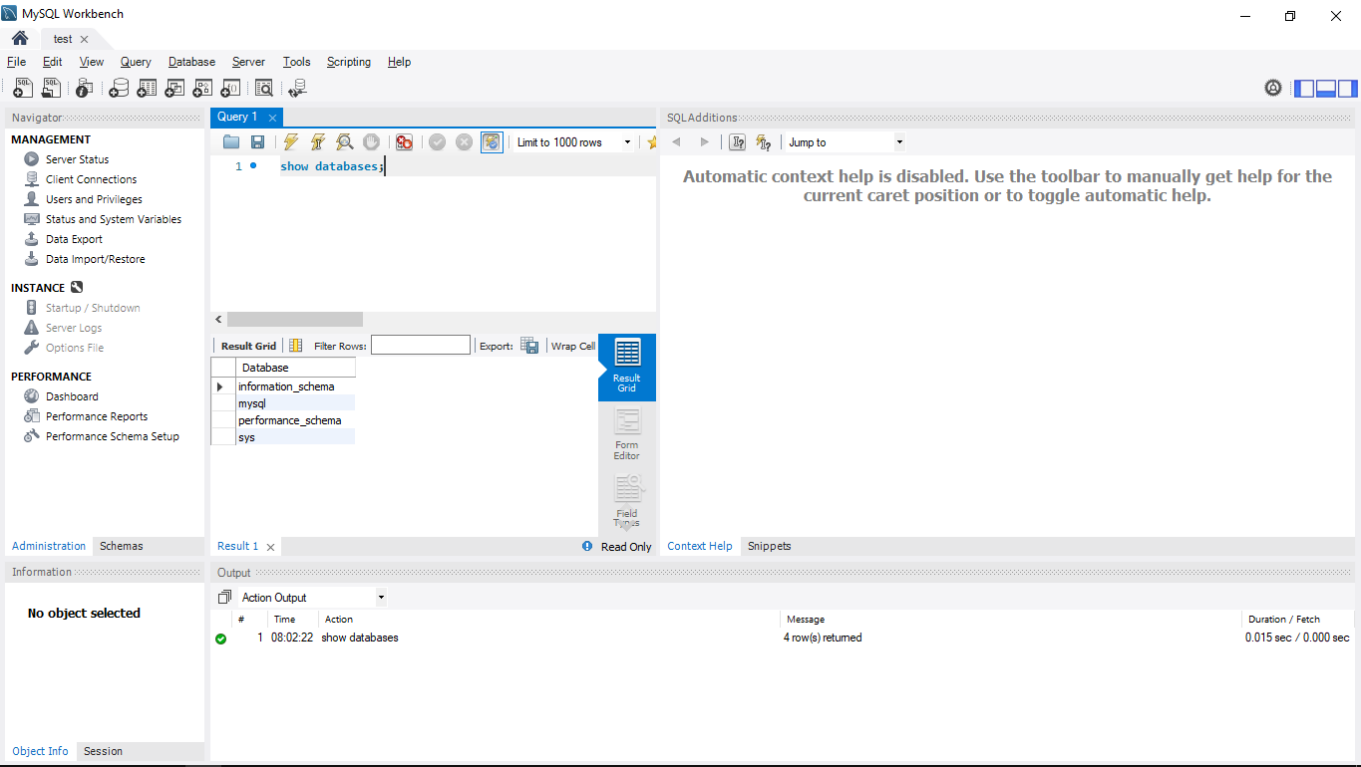 MySQL Workbench
test
File Edit View Query Database Server Tools Scripting Help
Navigator
MANAGEMENT
Server Status
Client Connections
Users and Privileges
Status and System Variables
Data Export
Data Import/Restore
INSTANCE
Startup / Shutdown
Server Logs
Options File
PERFORMANCE
Dashboard
Performance Reports
Performance Schema Setup
Administration Schemas
Information
No object selected
Object Info Session
Query 1
Limit to 1000 rows
1 show databases;
Result Grid Filter Rows: Export: Wrap Cell
Database
information_schema
mysql
performance_schema
sys
Result
Grid
Form
Editor
Field
Types
Result 1 Read Only
SQLAdditions
Jump to
Automatic context help is disabled. Use the toolbar to manually get help for the
current caret position or to toggle automatic help.
Context Help Snippets
Output
Action Output
# Time Action Message Duration / Fetch
1 08:02:22 show databases 4 row(s) returned 0.015 sec / 0.000 sec